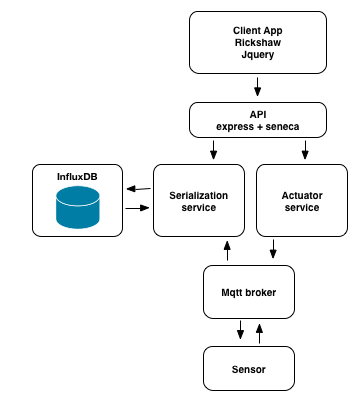 Client App
Rickshaw
Jquery
API
express + seneca
InfluxDB
Serialization
service
Actuator
service
Mqtt broker
Sensor